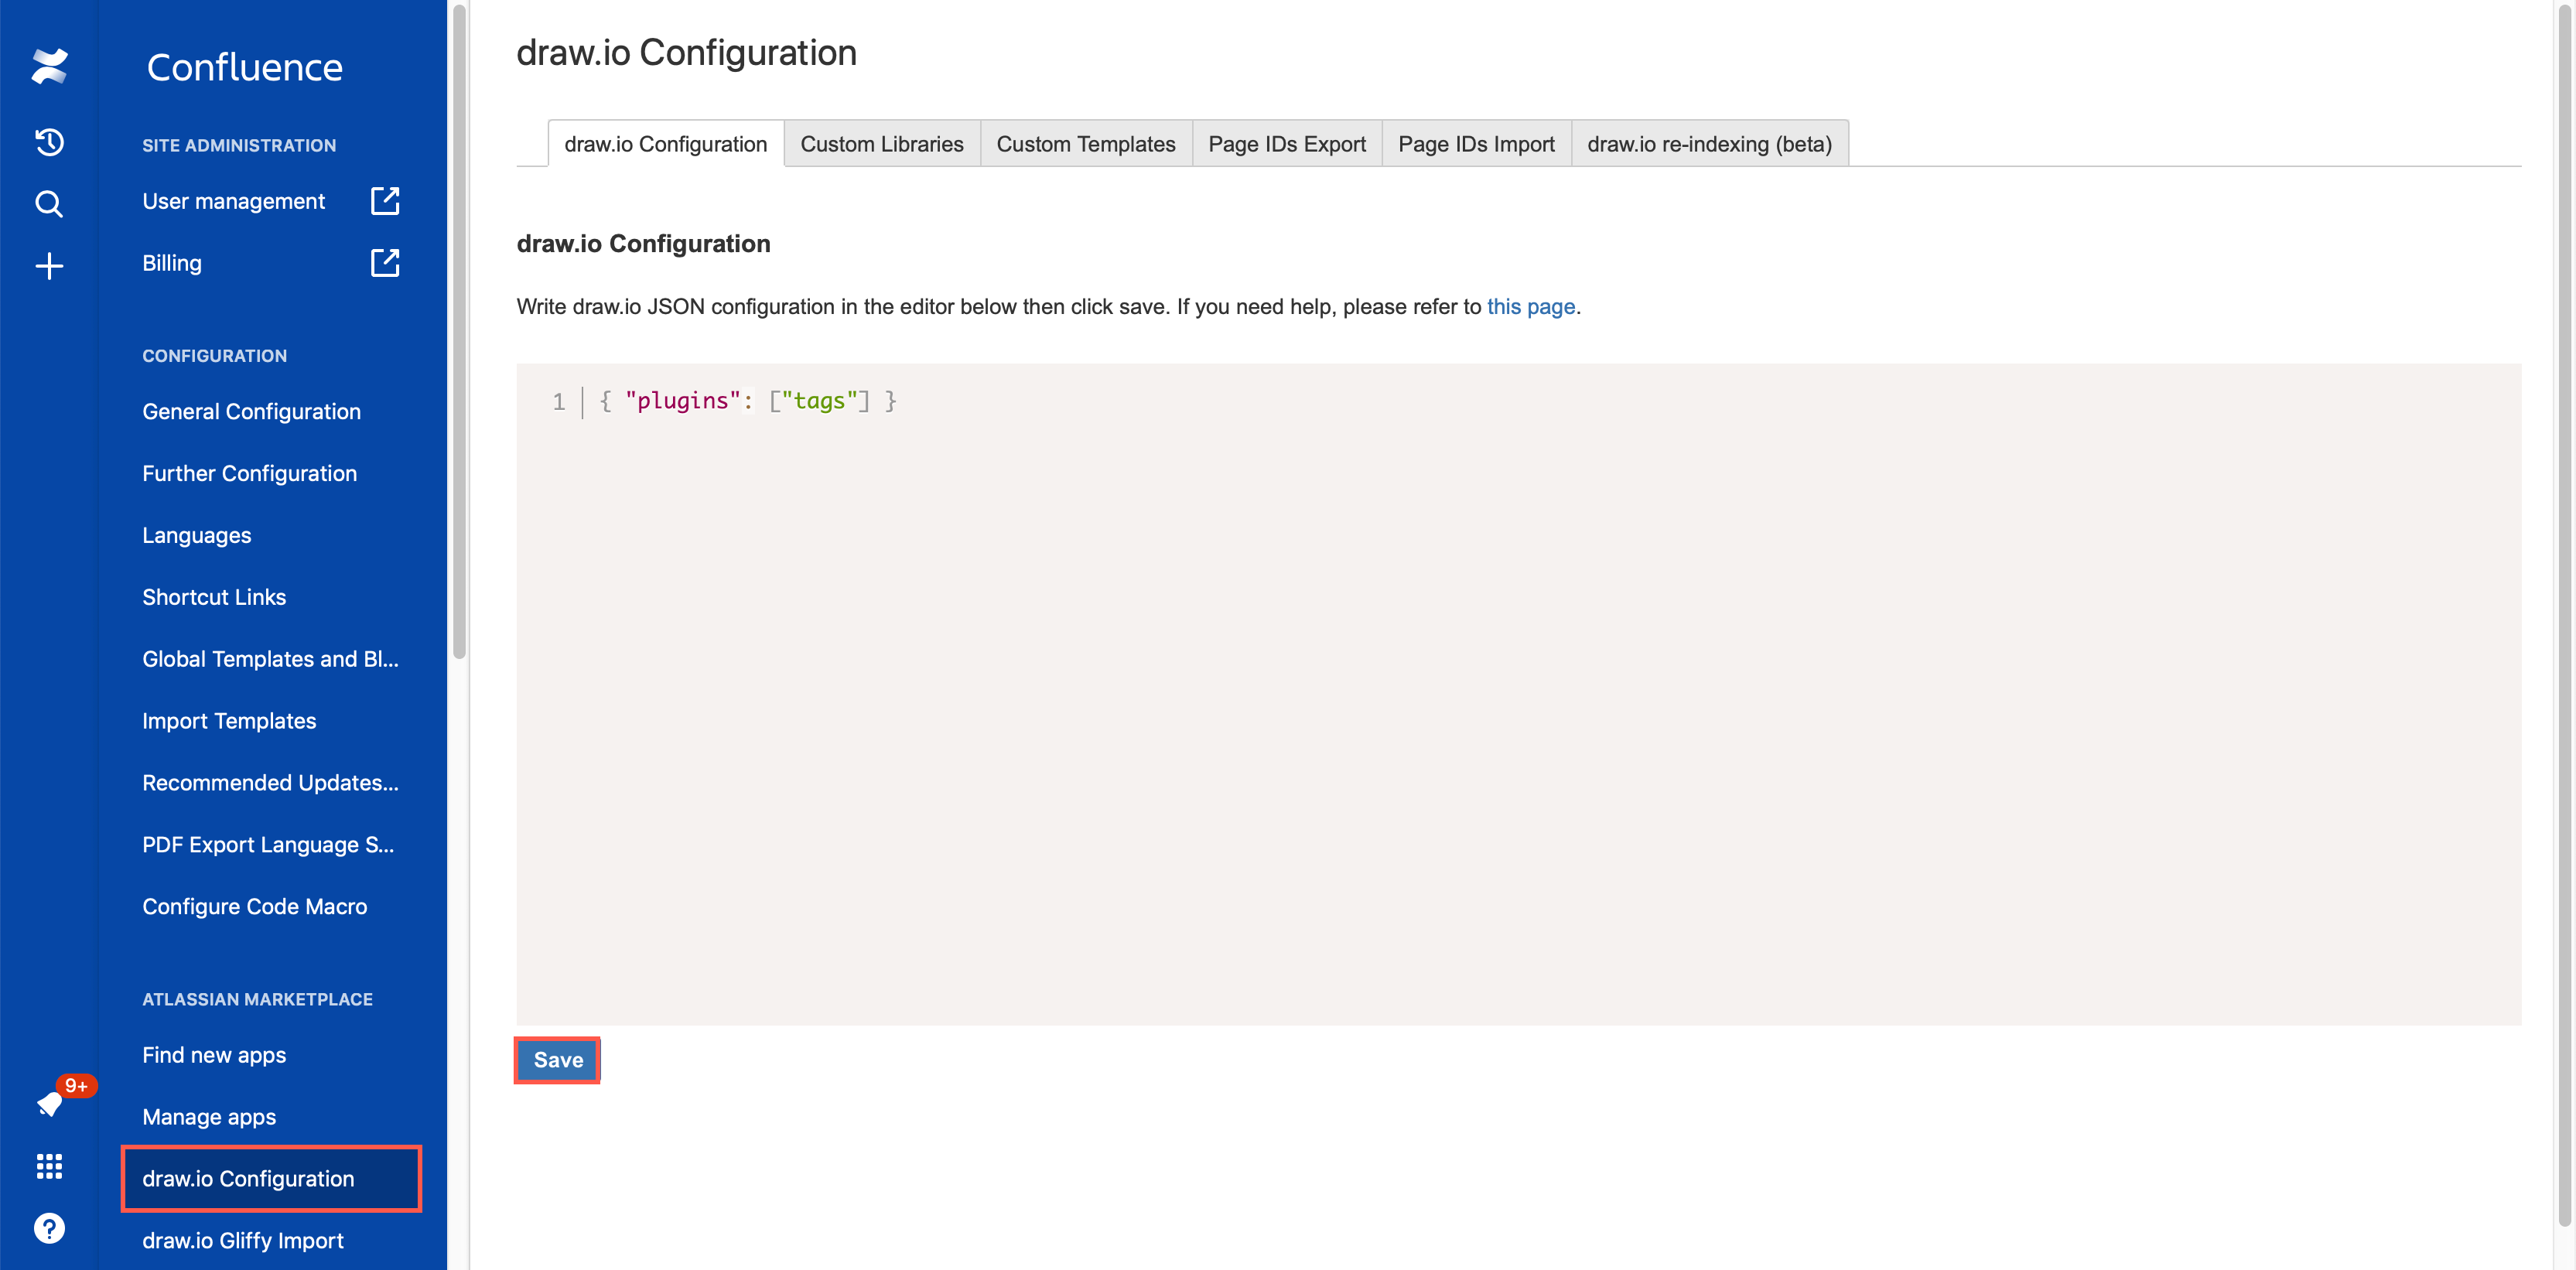 Confluence
SITE ADMINISTRATION
User management
Billing
CONFIGURATION
General Configuration
Further Configuration
Languages
Shortcut Links
Global Templates and Bl...
Import Templates
Recommended Updates...
PDF Export Language S...
Configure Code Macro
ATLASSIAN MARKETPLACE
Find new apps
9+
Manage apps
draw.io Configuration
?
draw.io Gliffy Import
draw.io Configuration
draw.io Configuration
Custom Libraries
Custom Templates
Page IDs Export
Page IDs Import
draw.io re-indexing (beta)
draw.io Configuration
Write draw.io JSON configuration in the editor below then click save. If you need help, please refer to this page.
1 { "plugins": ["tags"] }
Save